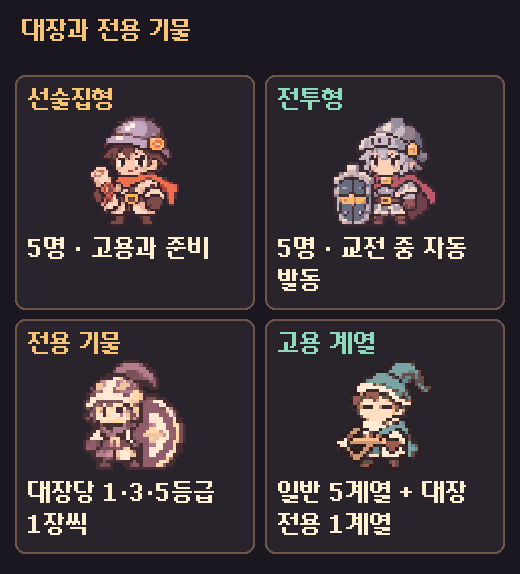 대장과 전용 기물
선술집형
5명 · 고용과 준비
전투형
5명 · 교전 중 자동
발동
전용 기물
대장당 1·3·5등급
1장씩
고용 계열
일반 5계열 + 대장
전용 1계열